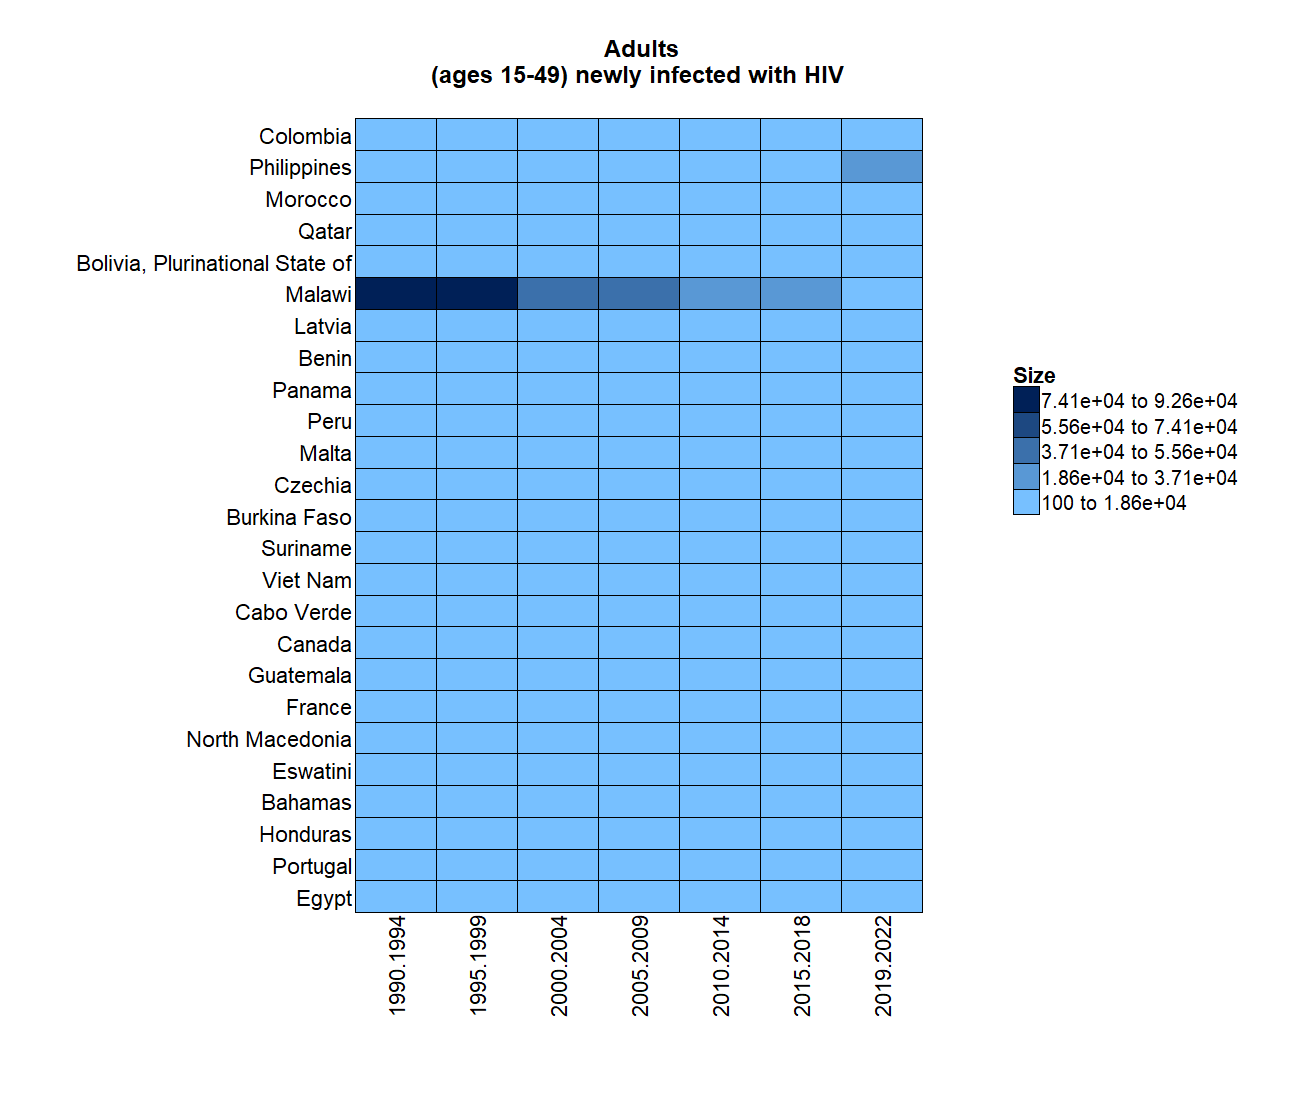 Adults
(ages 15-49) newly infected with HIV
Colombia
Philippines
Morocco
Qatar
Bolivia, Plurinational State of
Malawi
Latvia
Benin
Panama
Peru
Malta
Czechia
Burkina Faso
Suriname
Viet Nam
Cabo Verde
Canada
Guatemala
France
North Macedonia
Eswatini
Bahamas
Honduras
Portugal
Egypt
1990.1994
1995.1999
2000.2004
2005.2009
2010.2014
2015.2018
2019.2022
Size
7.41e+04 to 9.26e+04
5.56e+04 to 7.41e+04
3.71e+04 to 5.56e+04
1.86e+04 to 3.71e+04
100 to 1.86e+04